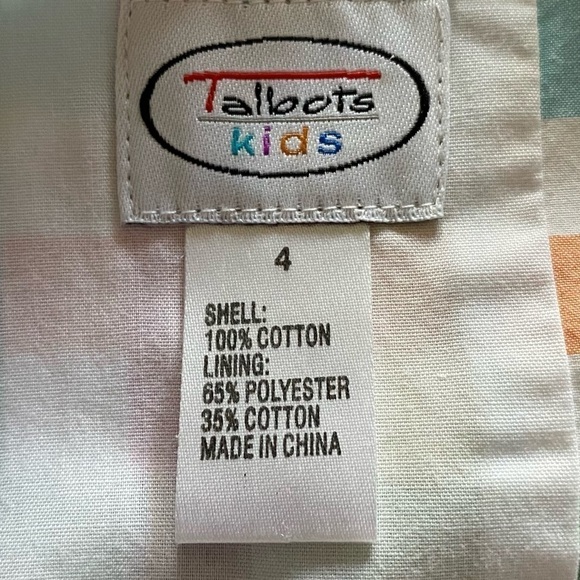 Talbots
kids
4
SHELL:
100% COTTON
LINING:
65% POLYESTER
35% COTTON
MADE IN CHINA